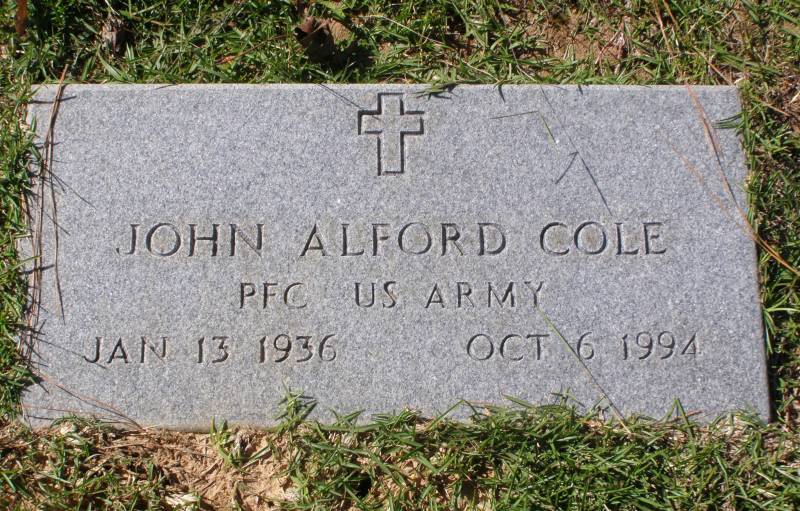 JOHN ALFORD COLE
PFC US ARMY
JAN 13 1936 OCT 6 1994